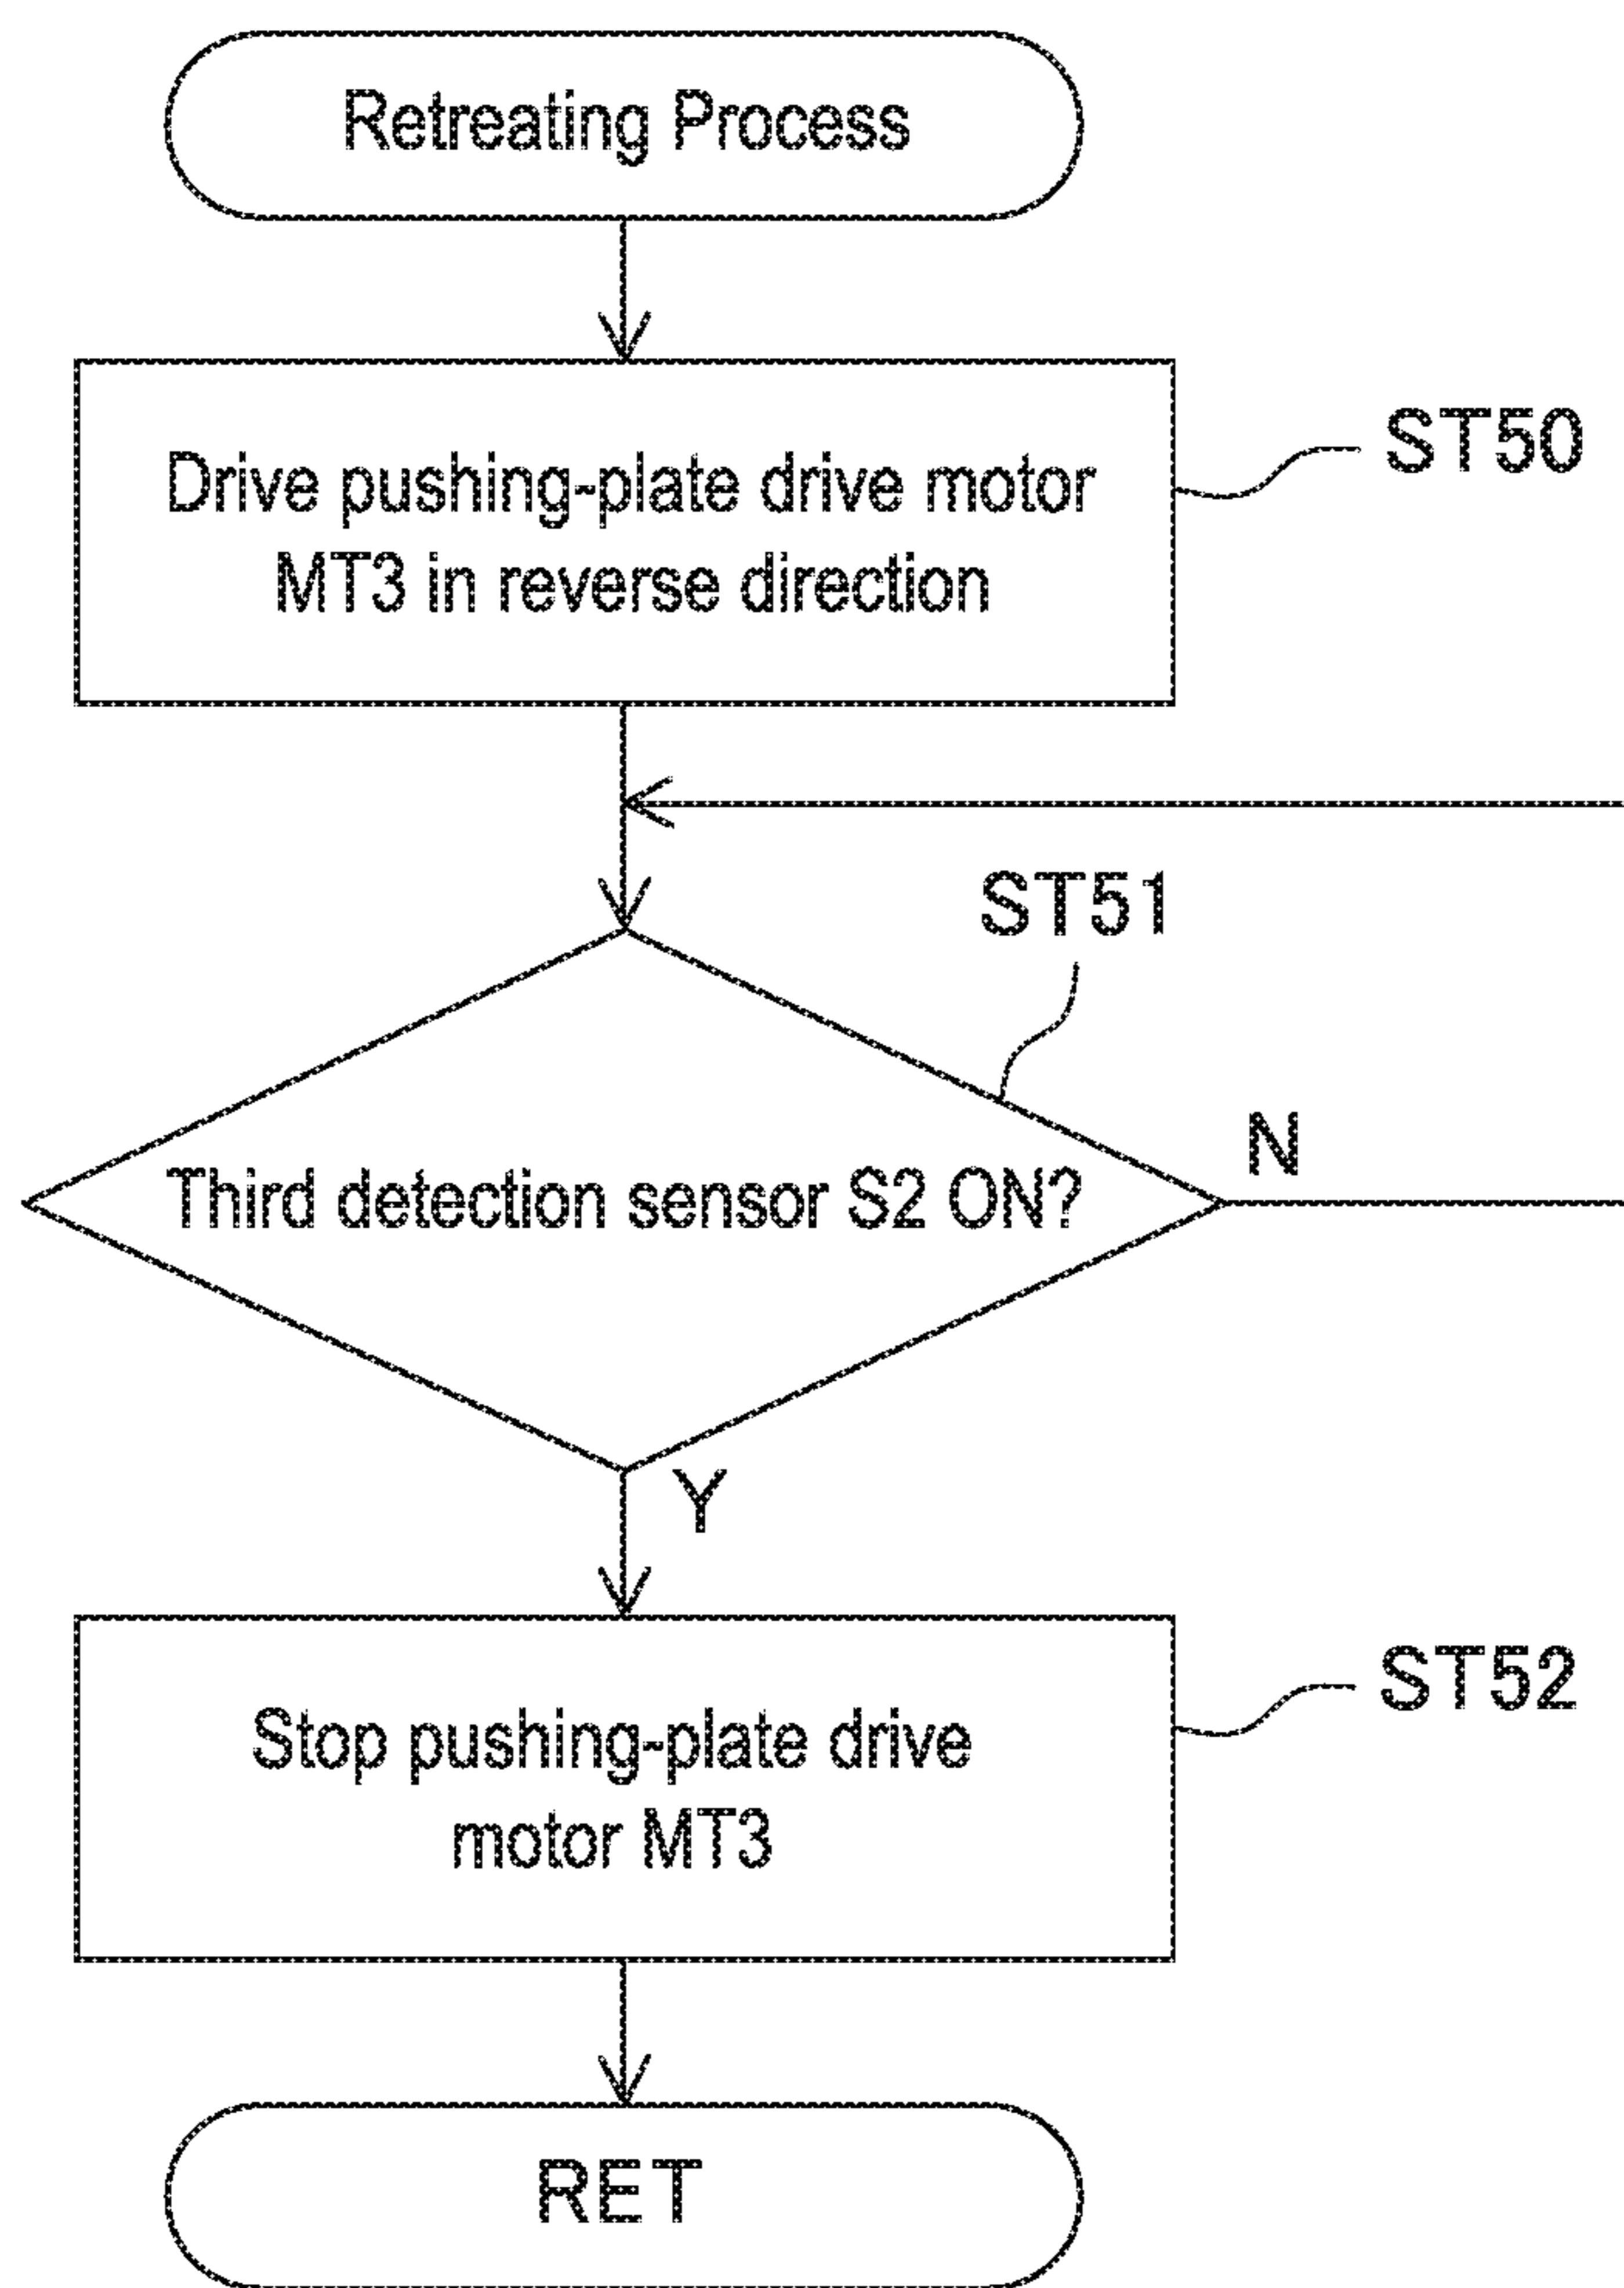 Retreating Process
Drive pushing-plate drive motor
MT3 in reverse direction
ST50
ST51
Third detection sensor S2 ON?
N
Y
Stop pushing-plate drive
motor MT3
ST52
RET